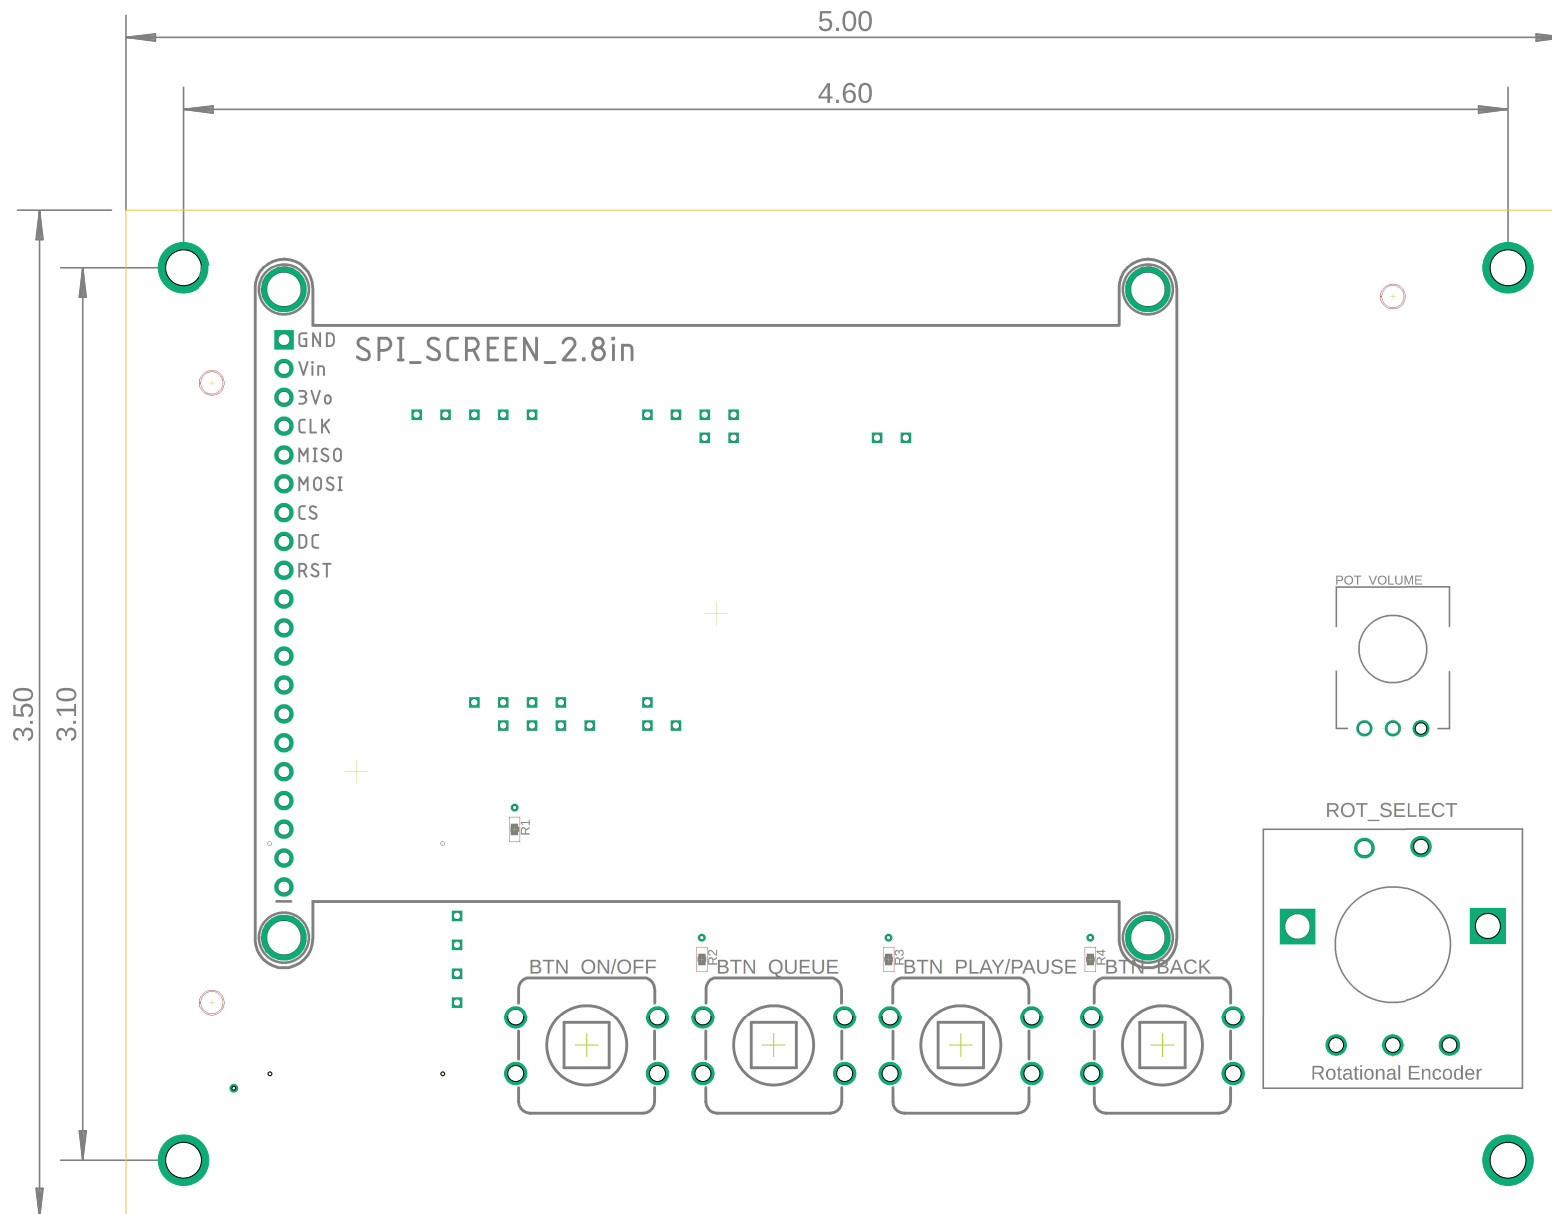 5.00
4.60
3.50
3.10
SPI_SCREEN_2.8in
GND
Vin
3Vo
CLK
MISO
MOSI
CS
DC
RST
POT_VOLUME
R1
ROT_SELECT
R2
R3
R4
BTN_ON/OFF
BTN_QUEUE
BTN_PLAY/PAUSE
BTN_BACK
Rotational Encoder